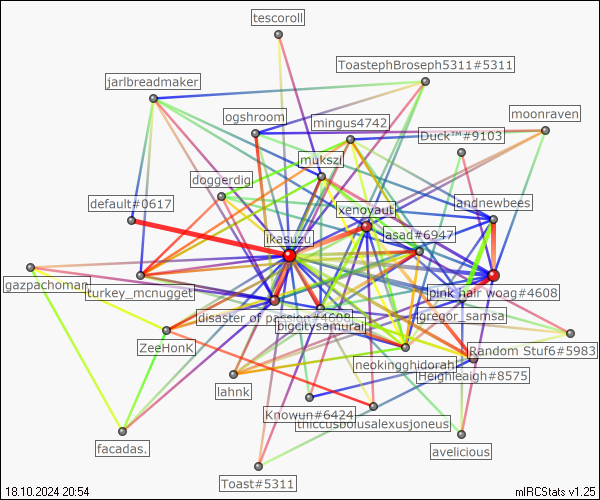 tescoroll
ToastephBroseph5311#5311
jarlbreadmaker
ogshroom
mingus4742
moonraven
Duck™#9103
mukszi
doggerdig
default#0617
xenoyaut
andnewbees
ikasuzu
lasad#6947
gazpachoman
turkey_mcnugget
pink hair woag#4608
disaster of passion#4608
bigcitysamurai
gregor_samsa
ZeeHonK
Random Stuf6#5983
neokingghidorah
Heighleaigh#8575
lahnk
Knowun#6424
thiccusbolusalexusjoneus
facadas.
avelicious
Toast#5311
18.10.2024 20:54
mIRCStats v1.25